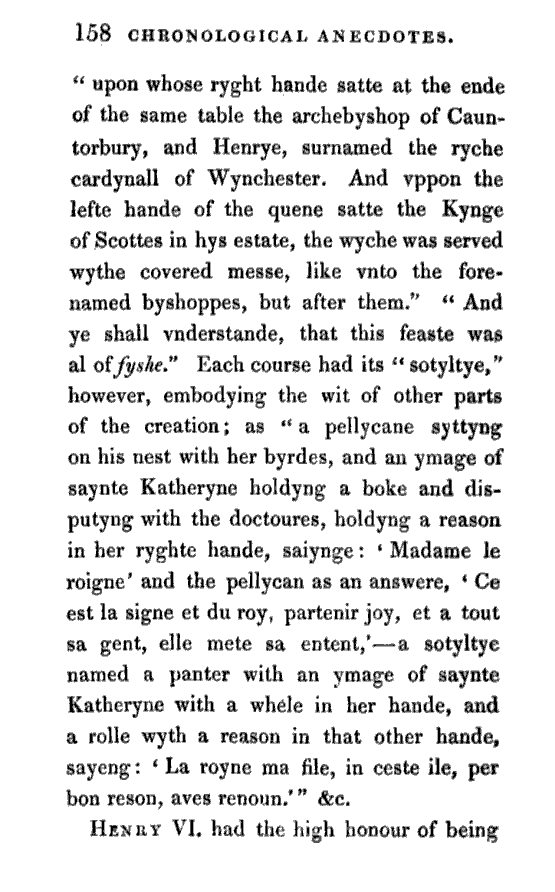 158 CHRONOLOGICAL ANECDOTES.
“ upon whose ryght hande satte at the ende
of the same table the archebyshop of Caun-
torbury, and Henrye, surnamed the ryche
cardynall of Wynchester. And vppon the
lefte hande of the quene satte the Kynge
of Scottes in hys estate, the wyche was served
wythe covered messe, like vnto the fore-
named byshoppes, but after them.” “ And
ye shall vnderstande, that this feaste was
al of fyshe.” Each course had its “ sotyltye,”
however, embodying the wit of other parts
of the creation; as “ a pellycane syttyng
on his nest with her byrdes, and an ymage of
saynte Katheryne holdyng a boke and dis-
putyng with the doctoures, holdyng a reason
in her ryghte hande, saiynge: ‘ Madame le
roigne’ and the pellycan as an answere, ‘ Ce
est la signe et du roy, partenir joy, et a tout
sa gent, elle mete sa entent,’—a sotyltye
named a panter with an ymage of saynte
Katheryne with a whele in her hande, and
a rolle wyth a reason in that other hande,
sayeng: ‘ La royne ma file, in ceste ile, per
bon reson, aves renoun.’” &c.
HENRY VI. had the high honour of being